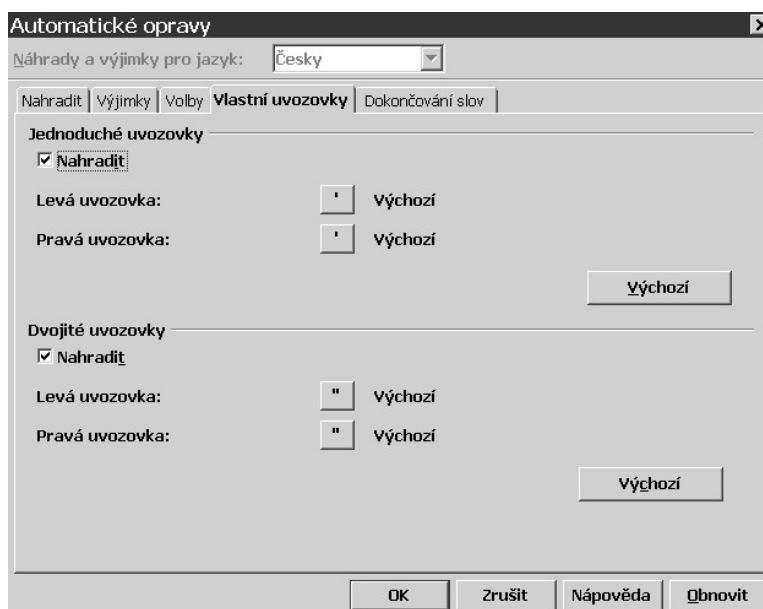 Automatické opravy
Náhrady a výjimky pro jazyk: Česky
Nahradit Výjimky Volby Vlastní uvozovky Dokončování slov
Jednoduché uvozovky
Nahradit
Levá uvozovka: ' Výchozí
Pravá uvozovka: ' Výchozí
Výchozí
Dvojité uvozovky
Nahradit
Levá uvozovka: " Výchozí
Pravá uvozovka: " Výchozí
Výchozí
OK Zrušit Nápověda Obnovit